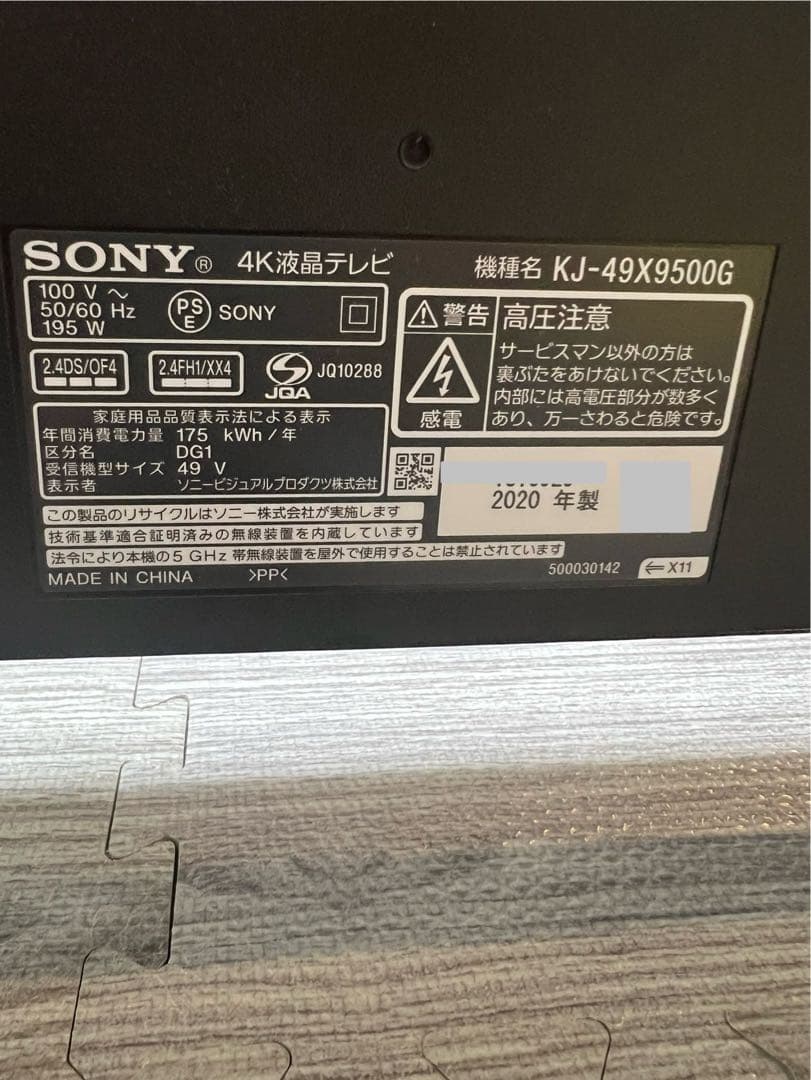 SONY® 4K液晶テレビ
機種名 KJ-49X9500G
100 V ～
50/60 Hz
195 W
PS
E
SONY
2.4DS/OF4
2.4FH1/XX4
JQA
JQ10288
警告 高圧注意
感電
サービスマン以外の方は
裏ぶたをあけないでください。
内部には高電圧部分が数多く
あり、万一さわると危険です。
家庭用品品質表示法による表示
年間消費電力量 175 kWh/年
区分名 DG1
受信機型サイズ 49 V
表示者 ソニービジュアルプロダクツ株式会社
2020 年製
この製品のリサイクルはソニー株式会社が実施します
技術基準適合証明済みの無線装置を内蔵しています
法令により本機の5 GHz 帯無線装置を屋外で使用することは禁止されています
MADE IN CHINA >PP<
500030142
⇐ X11